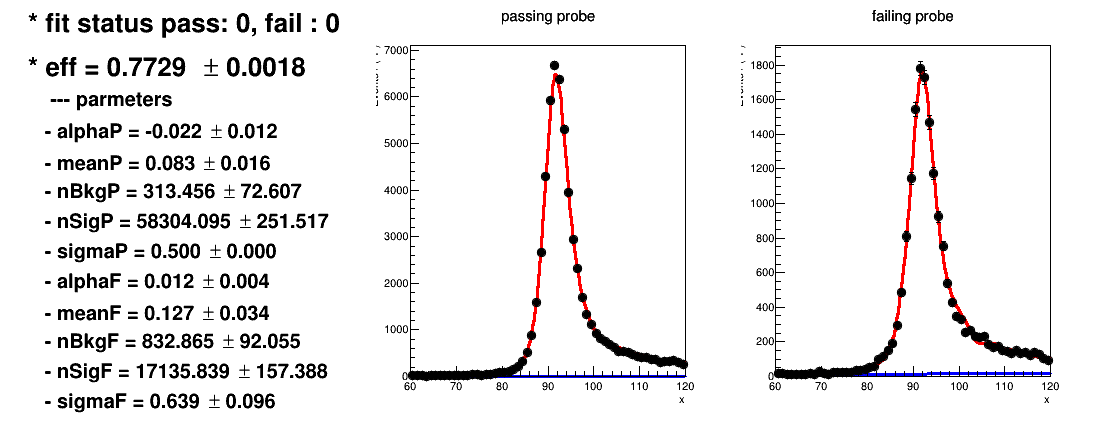 * fit status pass: 0, fail : 0
* eff = 0.7729 ± 0.0018
--- parmeters
- alphaP = -0.022 ± 0.012
- meanP = 0.083 ± 0.016
- nBkgP = 313.456 ± 72.607
- nSigP = 58304.095 ± 251.517
- sigmaP = 0.500 ± 0.000
- alphaF = 0.012 ± 0.004
- meanF = 0.127 ± 0.034
- nBkgF = 832.865 ± 92.055
- nSigF = 17135.839 ± 157.388
- sigmaF = 0.639 ± 0.096
passing probe
7000
6000
5000
4000
3000
2000
1000
0
60 70 80 90 100 110 120
x
failing probe
1800
1600
1400
1200
1000
800
600
400
200
0
60 70 80 90 100 110 120
x